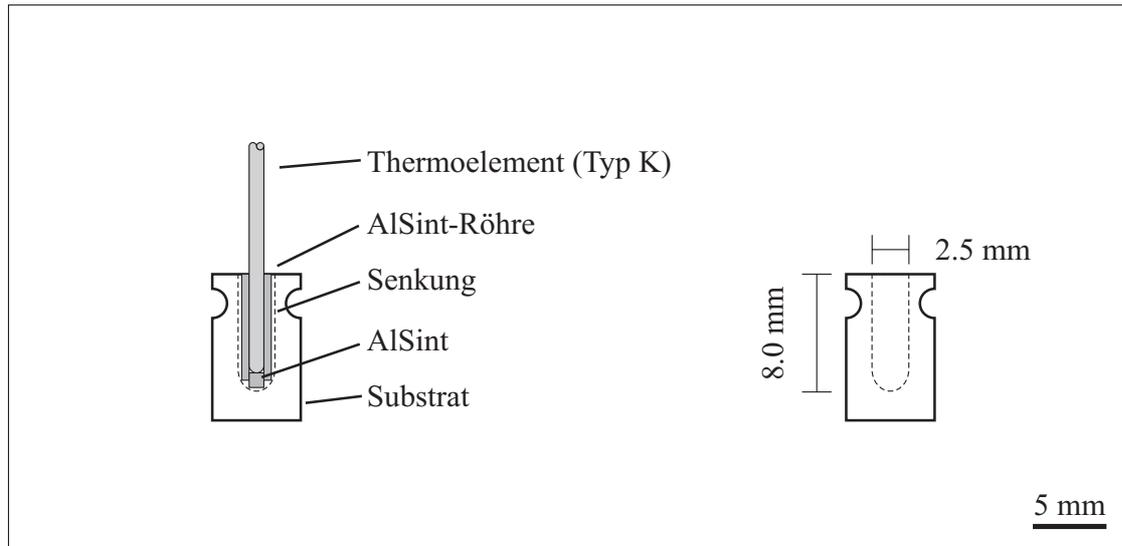 Thermoelement (Typ K)
AlSint-Röhre
Senkung
AlSint
Substrat
2.5 mm
8.0 mm
5 mm